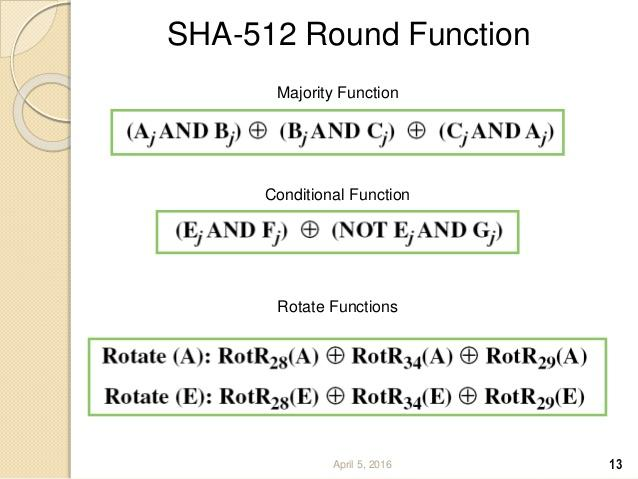 SHA-512 Round Function
Majority Function
(Aj AND Bj) ⊕ (Bj AND Cj) ⊕ (Cj AND Aj)
Conditional Function
(Ej AND Fj) ⊕ (NOT Ej AND Gj)
Rotate Functions
Rotate (A): RotR28(A) ⊕ RotR34(A) ⊕ RotR29(A)
Rotate (E): RotR28(E) ⊕ RotR34(E) ⊕ RotR29(E)
April 5, 2016 13